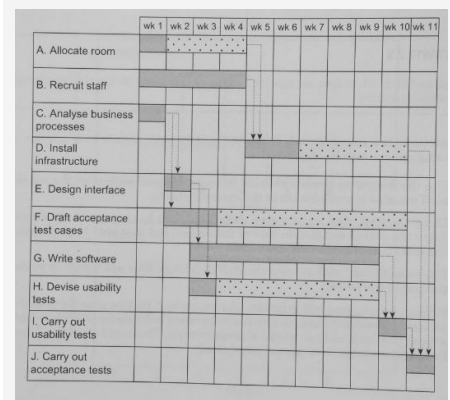 wk 1 wk 2 wk 3 wk 4 wk 5 wk 6 wk 7 wk 8 wk 9 wk 10 wk 11
A. Allocate room
B. Recruit staff
C. Analyse business
processes
D. Install
infrastructure
E. Design interface
F. Draft acceptance
test cases
G. Write software
H. Devise usability
tests
I. Carry out
usability tests
J. Carry out
acceptance tests